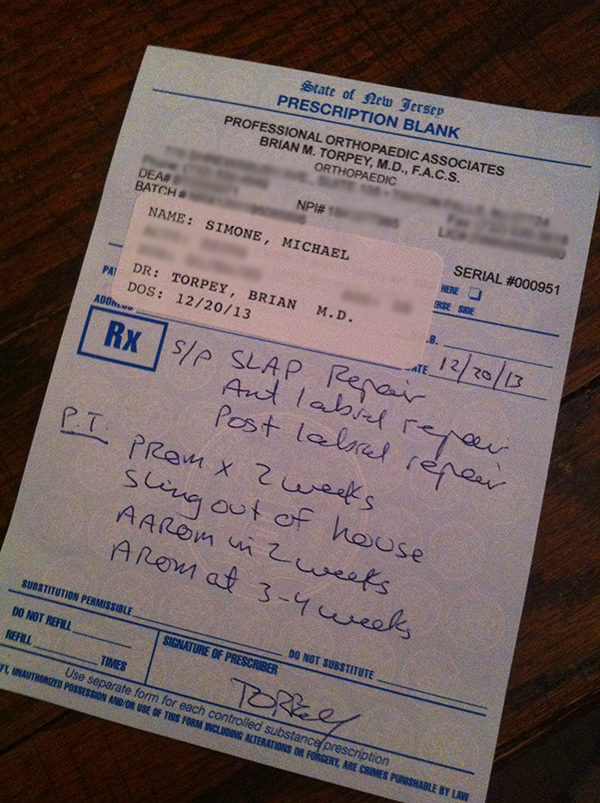 State of New Jersey
PRESCRIPTION BLANK
PROFESSIONAL ORTHOPAEDIC ASSOCIATES
BRIAN M. TORPEY, M.D., F.A.C.S.
ORTHOPAEDIC
DEA#
NPI#
BATCH #
LIC#
SERIAL #000951
NAME: SIMONE, MICHAEL
DR: TORPEY, BRIAN M.D.
DOS: 12/20/13
HERE
SIDE
ADDRESS
12/20/13
Rx
S/P SLAP Repair
Ant labral repair
Post labral repair
P.T. PROM x 2 weeks
Sling out of house
AAROM in 2 weeks
AROM at 3-4 weeks
SUBSTITUTION PERMISSIBLE
DO NOT SUBSTITUTE
DO NOT REFILL
REFILL TIMES
SIGNATURE OF PRESCRIBER
TORPEY
Use separate form for each controlled substance prescription
UNAUTHORIZED POSSESSION AND/OR USE OF THIS FORM INCLUDING ALTERATIONS OR FORGERY, ARE CRIMES PUNISHABLE BY LAW